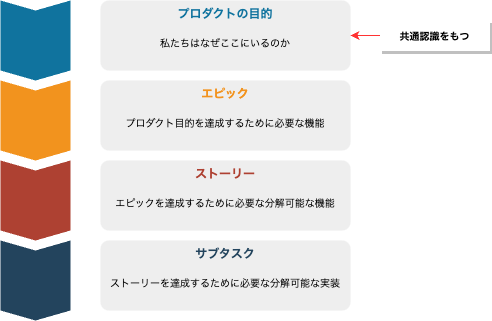 プロダクトの目的
私たちはなぜここにいるのか
共通認識をもつ
エピック
プロダクト目的を達成するために必要な機能
ストーリー
エピックを達成するために必要な分解可能な機能
サブタスク
ストーリーを達成するために必要な分解可能な実装